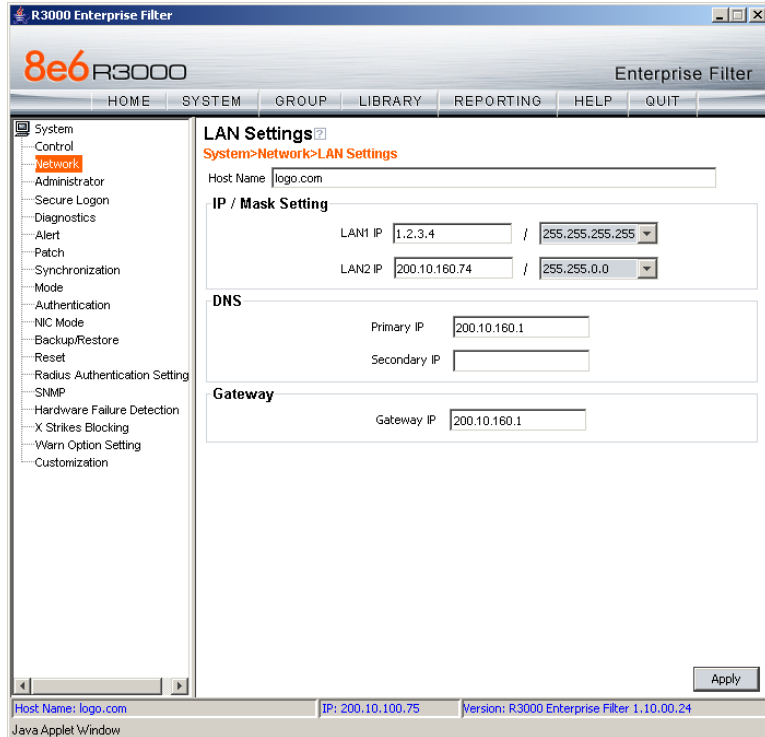 R3000 Enterprise Filter
8e6 R3000
Enterprise Filter
HOME SYSTEM GROUP LIBRARY REPORTING HELP QUIT
System
Control
Network
Administrator
Secure Logon
Diagnostics
Alert
Patch
Synchronization
Mode
Authentication
NIC Mode
Backup/Restore
Reset
Radius Authentication Setting
SNMP
Hardware Failure Detection
X Strikes Blocking
Warn Option Setting
Customization
LAN Settings ?
System>Network>LAN Settings
Host Name logo.com
IP / Mask Setting
LAN1 IP 1.2.3.4 / 255.255.255.255
LAN2 IP 200.10.160.74 / 255.255.0.0
DNS
Primary IP 200.10.160.1
Secondary IP
Gateway
Gateway IP 200.10.160.1
Apply
Host Name: logo.com IP: 200.10.100.75 Version: R3000 Enterprise Filter 1.10.00.24
Java Applet Window